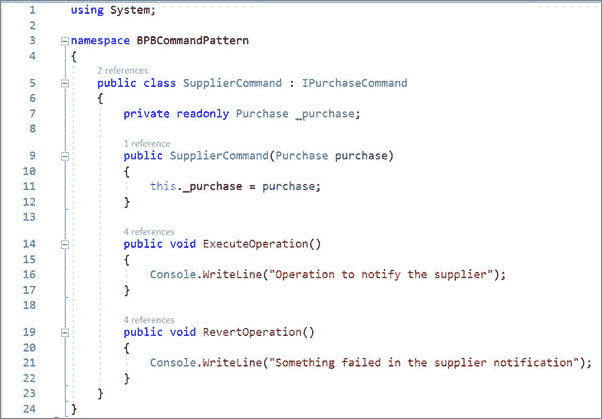 1 using System;
2
3 namespace BPBCommandPattern
4 {
2 references
5 public class SupplierCommand : IPurchaseCommand
6 {
7 private readonly Purchase _purchase;
8
1 reference
9 public SupplierCommand(Purchase purchase)
10 {
11 this._purchase = purchase;
12 }
13
4 references
14 public void ExecuteOperation()
15 {
16 Console.WriteLine("Operation to notify the supplier");
17 }
18
4 references
19 public void RevertOperation()
20 {
21 Console.WriteLine("Something failed in the supplier notification");
22 }
23 }
24 }